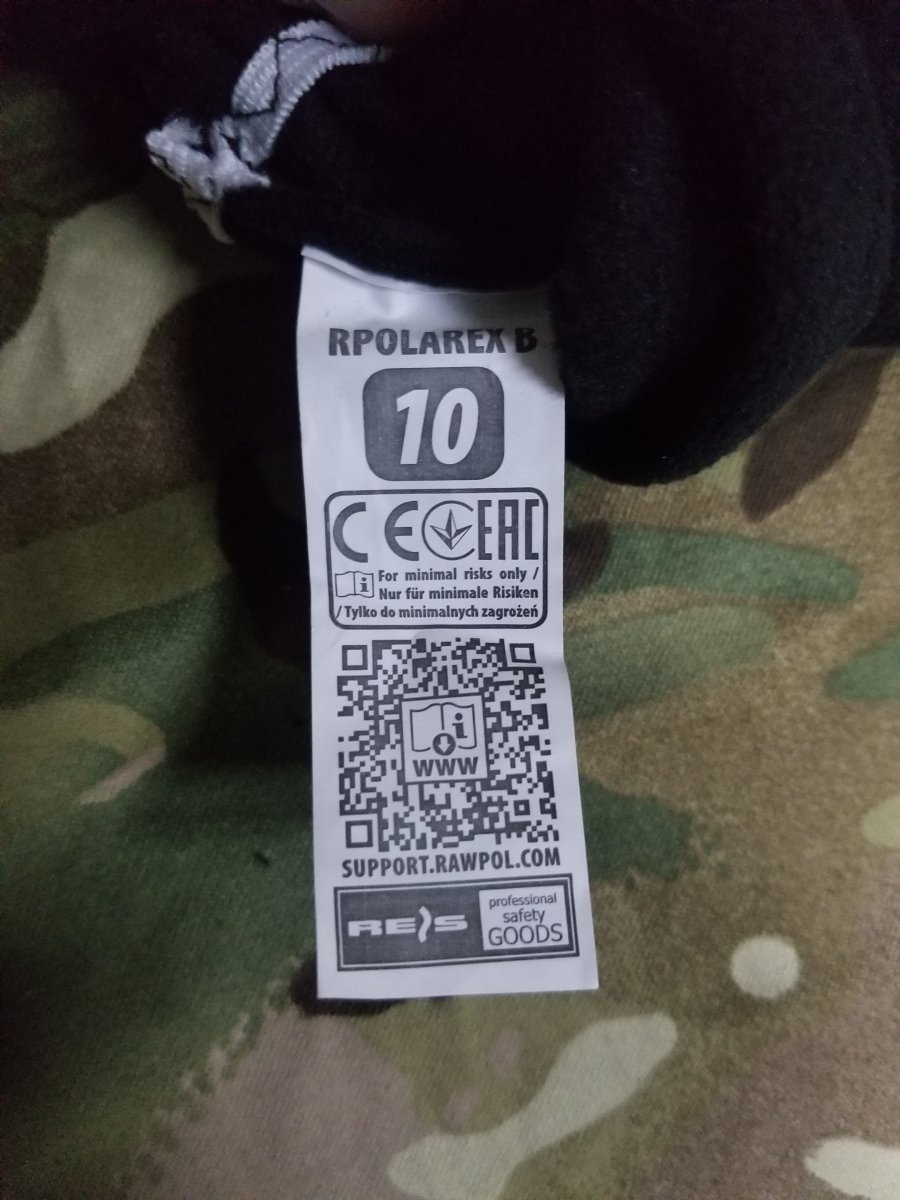 RPOLAREX B
10
CE EAC
For minimal risks only /
Nur für minimale Risiken
/ Tylko do minimalnych zagrożeń
i
WWW
SUPPORT.RAWPOL.COM
REIS
professional
safety
GOODS